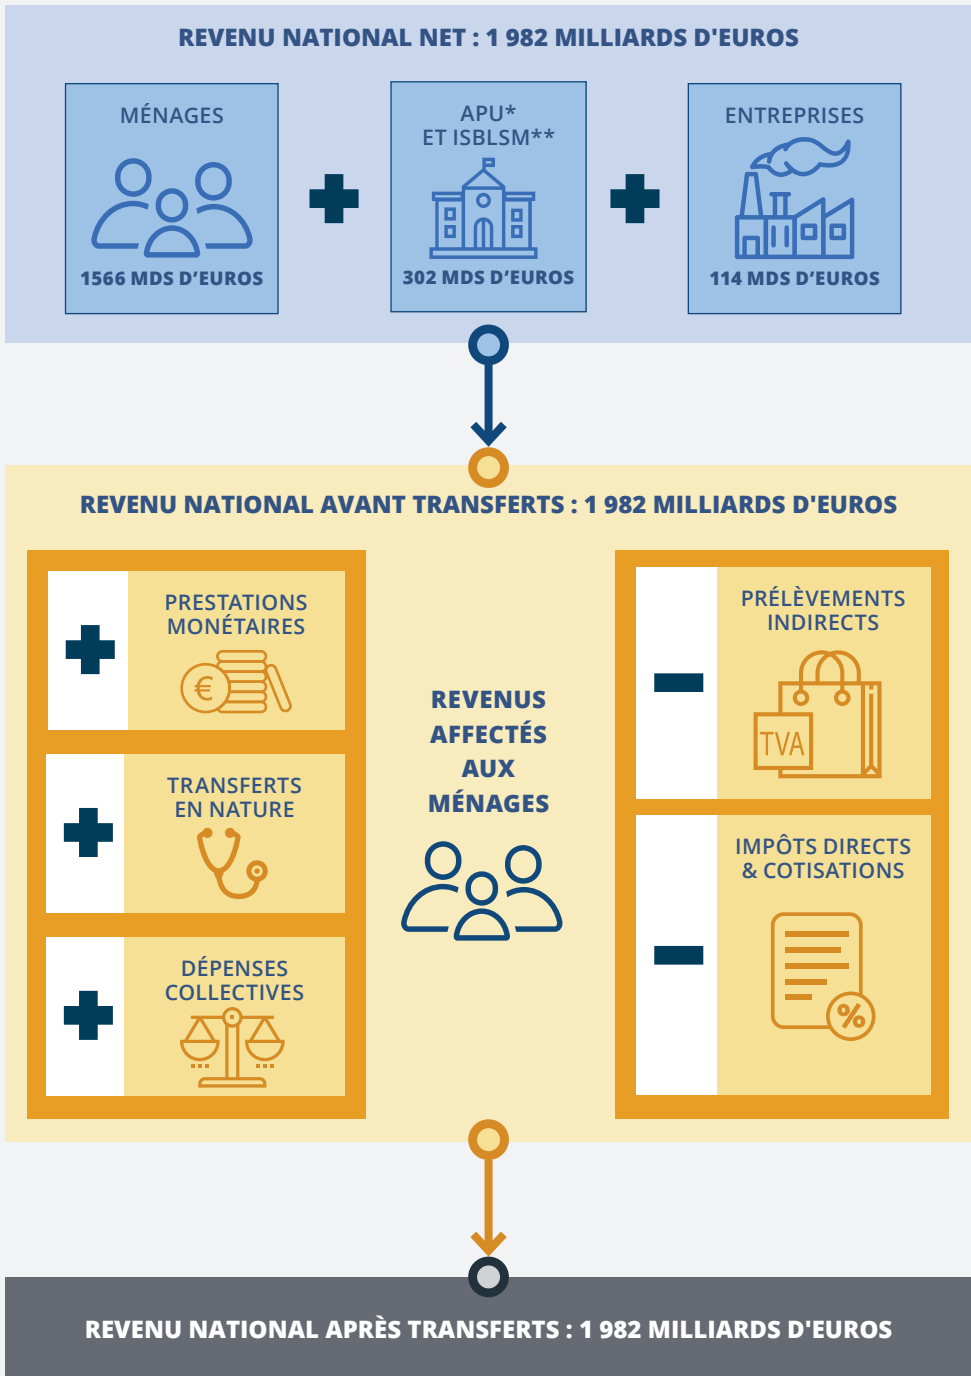 REVENU NATIONAL NET : 1 982 MILLIARDS D'EUROS
MÉNAGES
1566 MDS D’EUROS
APU*
ET ISBLSM**
302 MDS D’EUROS
ENTREPRISES
114 MDS D’EUROS
REVENU NATIONAL AVANT TRANSFERTS : 1 982 MILLIARDS D'EUROS
PRESTATIONS
MONÉTAIRES
€
TRANSFERTS
EN NATURE
DÉPENSES
COLLECTIVES
REVENUS
AFFECTÉS
AUX
MÉNAGES
PRÉLÈVEMENTS
INDIRECTS
TVA
IMPÔTS DIRECTS
& COTISATIONS
%
REVENU NATIONAL APRÈS TRANSFERTS : 1 982 MILLIARDS D'EUROS